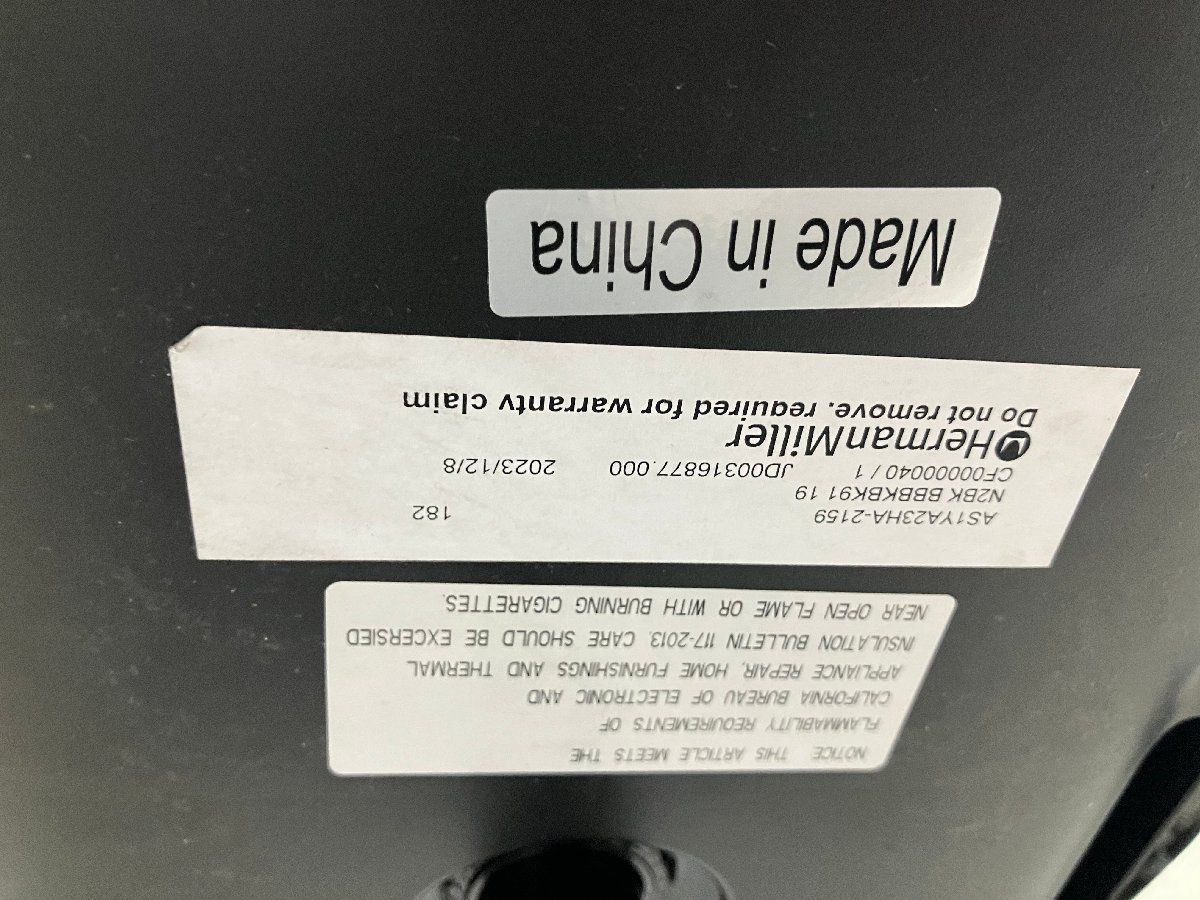 NOTICE THIS ARTICLE MEETS THE
FLAMMABILITY REQUIREMENTS OF
CALIFORNIA BUREAU OF ELECTRONIC AND
APPLIANCE REPAIR, HOME FURNISHINGS AND THERMAL
INSULATION BULLETIN 117-2013. CARE SHOULD BE EXCERSIED
NEAR OPEN FLAME OR WITH BURNING CIGARETTES.
AS1YA23HA-2159 182
N2BK BBBKBK91 19
CF0000040 / 1 JD00316877.000 2023/12/8
HermanMiller
Do not remove. required for warranty claim
Made in China